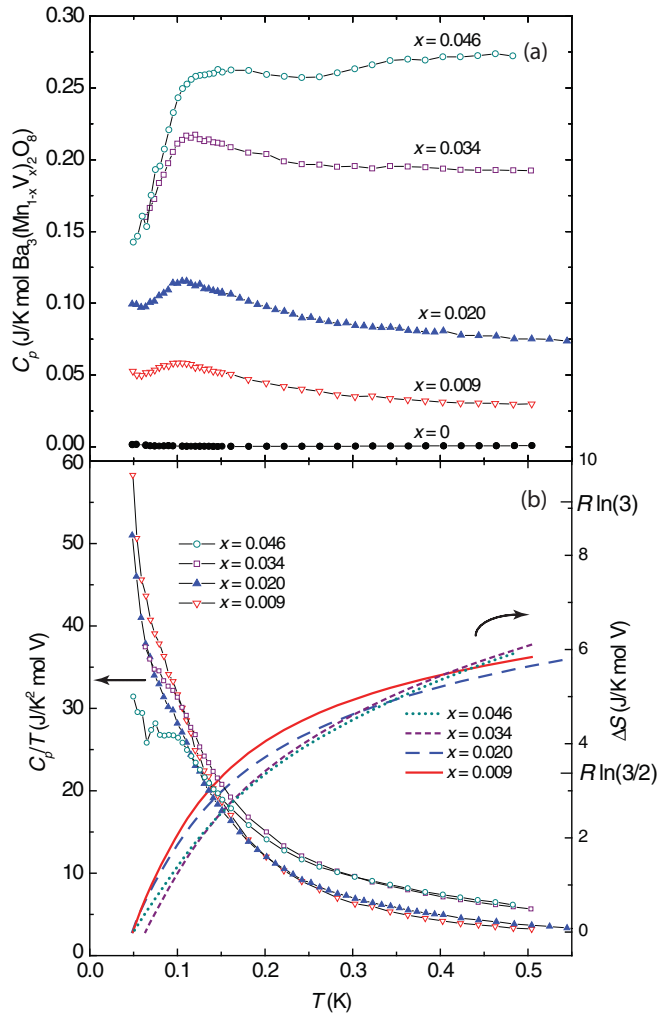 0.30
0.25
0.20
0.15
0.10
0.05
0.00
C_p (J/K mol Ba_3(Mn_{1-x}V_x)_2O_8)
(a)
x = 0.046
x = 0.034
x = 0.020
x = 0.009
x = 0
60
50
40
30
20
10
0
C_p/T (J/K^2 mol V)
(b)
x = 0.046
x = 0.034
x = 0.020
x = 0.009
10
R ln(3)
8
6
4
R ln(3/2)
2
0
ΔS (J/K mol V)
x = 0.046
x = 0.034
x = 0.020
x = 0.009
0.0 0.1 0.2 0.3 0.4 0.5
T (K)